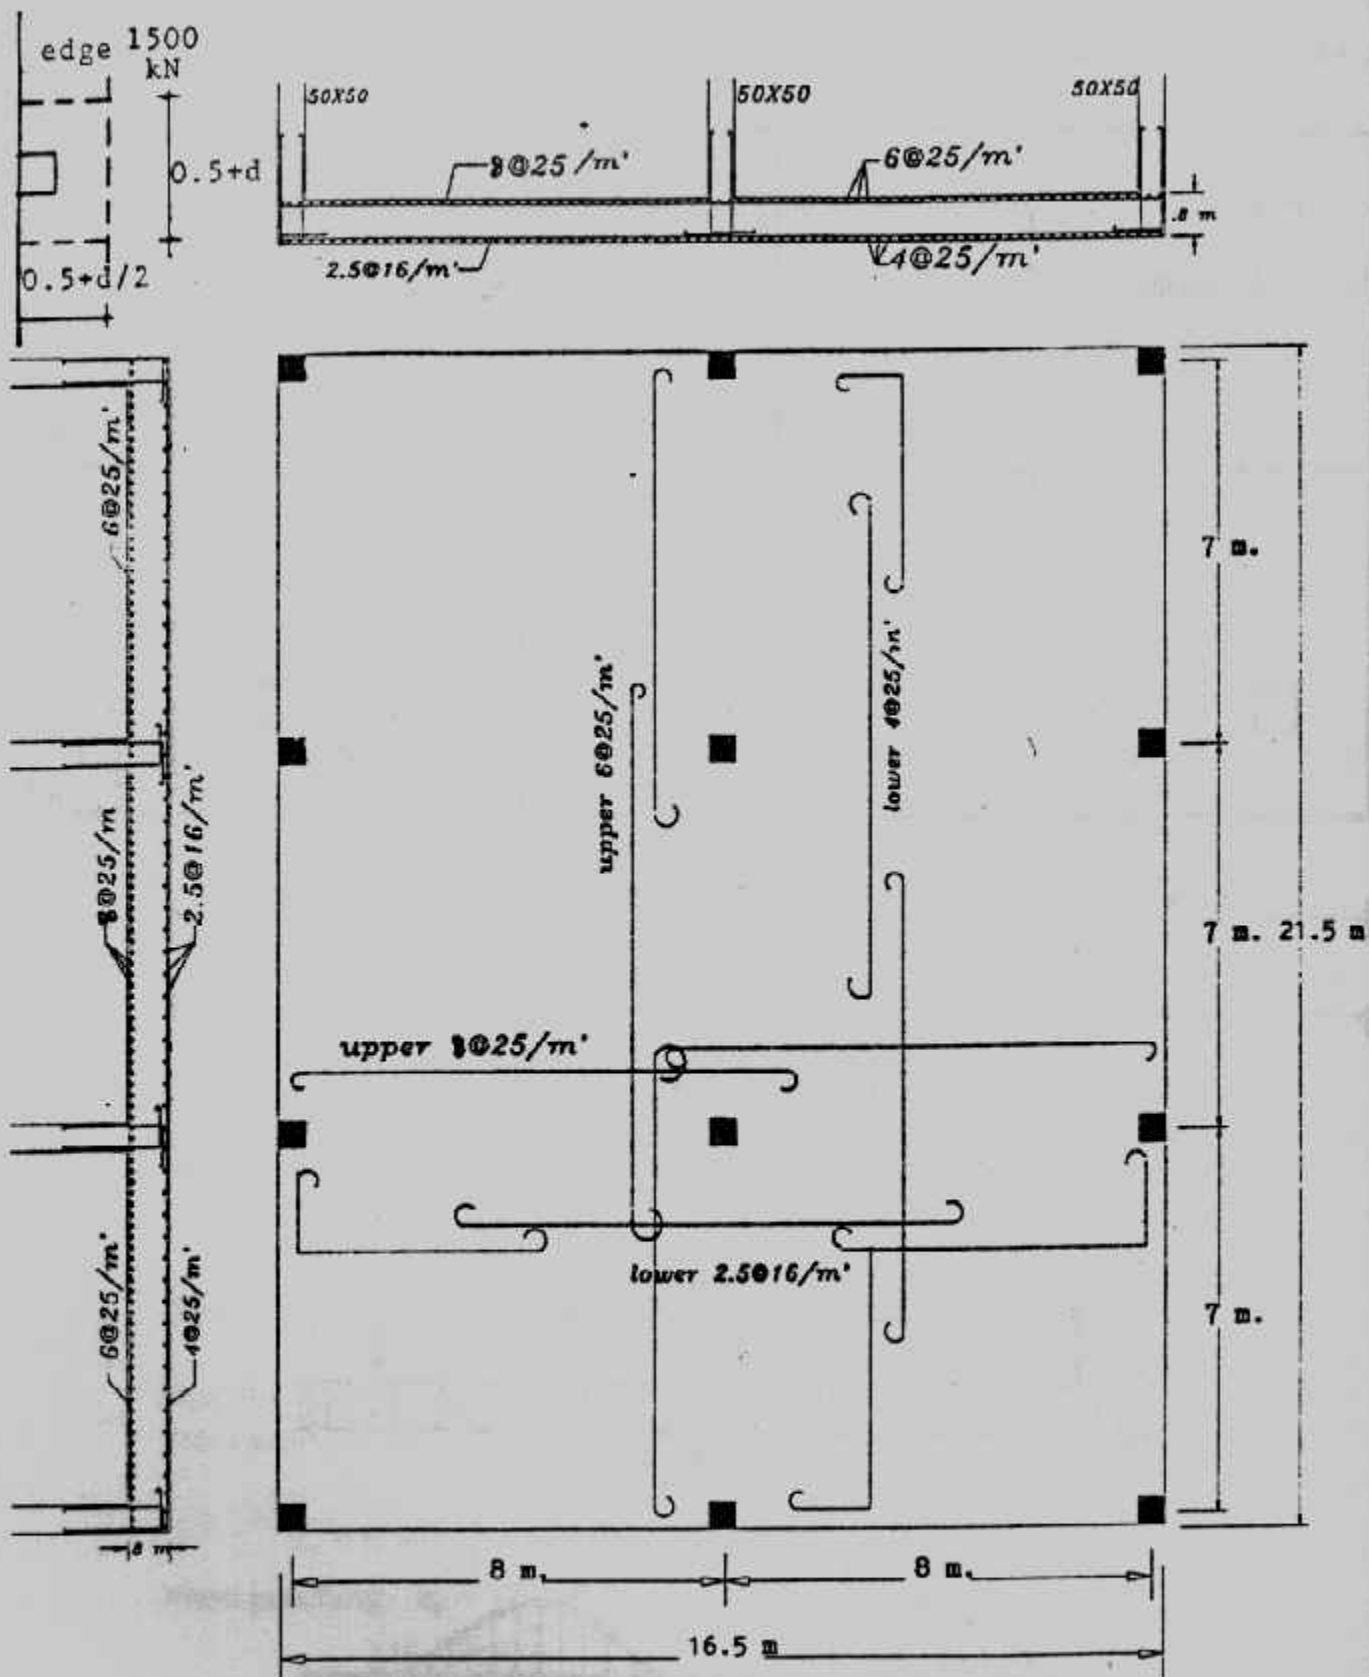 edge 1500
kN
0.5+d
0.5+d/2
50X50
50X50
50X50
8@25/m'
6@25/m'
2.5@16/m'
4@25/m'
.8 m
6@25/m'
8@25/m
2.5@16/m'
6@25/m'
4@25/m'
8 m
upper 6@25/m'
lower 4@25/m'
upper 8@25/m'
lower 2.5@16/m'
7 m.
7 m.
21.5 m
7 m.
8 m.
8 m.
16.5 m